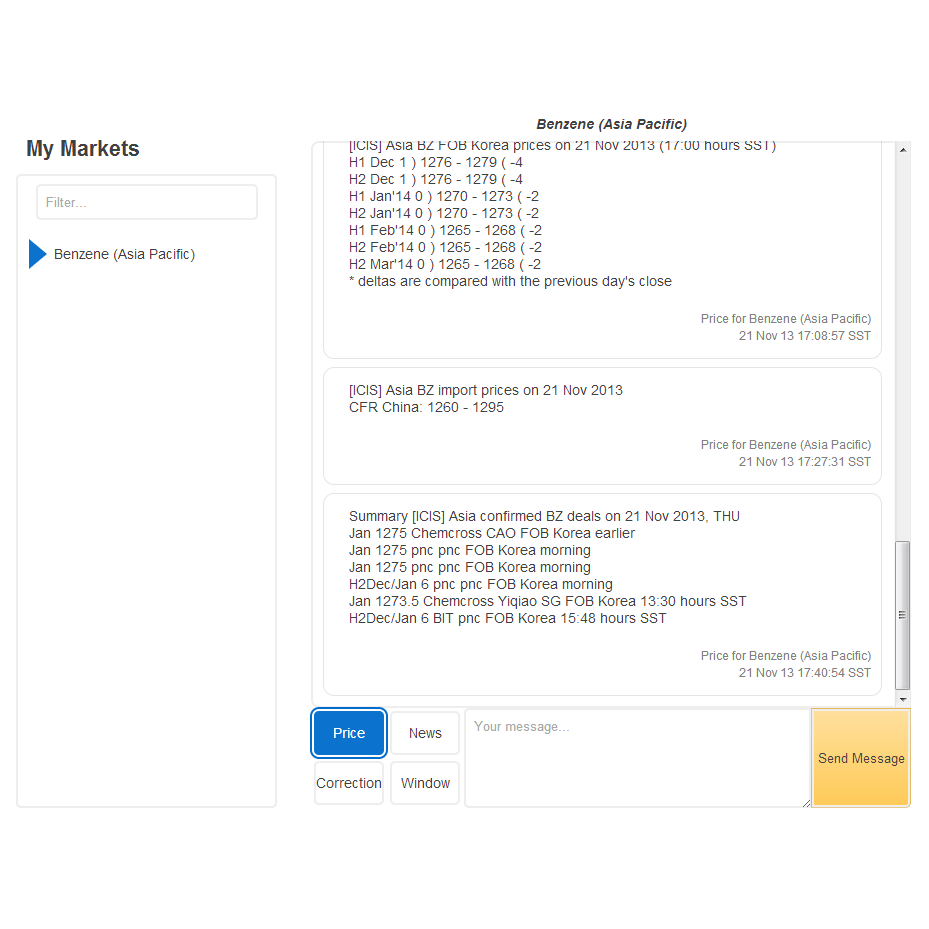 Benzene (Asia Pacific)
My Markets
Filter...
Benzene (Asia Pacific)
[ICIS] Asia BZ FOB Korea prices on 21 Nov 2013 (17:00 hours SST)
H1 Dec 1 ) 1276 - 1279 ( -4
H2 Dec 1 ) 1276 - 1279 ( -4
H1 Jan'14 0 ) 1270 - 1273 ( -2
H2 Jan'14 0 ) 1270 - 1273 ( -2
H1 Feb'14 0 ) 1265 - 1268 ( -2
H2 Feb'14 0 ) 1265 - 1268 ( -2
H2 Mar'14 0 ) 1265 - 1268 ( -2
* deltas are compared with the previous day's close
Price for Benzene (Asia Pacific)
21 Nov 13 17:08:57 SST
[ICIS] Asia BZ import prices on 21 Nov 2013
CFR China: 1260 - 1295
Price for Benzene (Asia Pacific)
21 Nov 13 17:27:31 SST
Summary [ICIS] Asia confirmed BZ deals on 21 Nov 2013, THU
Jan 1275 Chemcross CAO FOB Korea earlier
Jan 1275 pnc pnc FOB Korea morning
Jan 1275 pnc pnc FOB Korea morning
H2Dec/Jan 6 pnc pnc FOB Korea morning
Jan 1273.5 Chemcross Yiqiao SG FOB Korea 13:30 hours SST
H2Dec/Jan 6 BIT pnc FOB Korea 15:48 hours SST
Price for Benzene (Asia Pacific)
21 Nov 13 17:40:54 SST
Price
News
Correction
Window
Your message...
Send Message